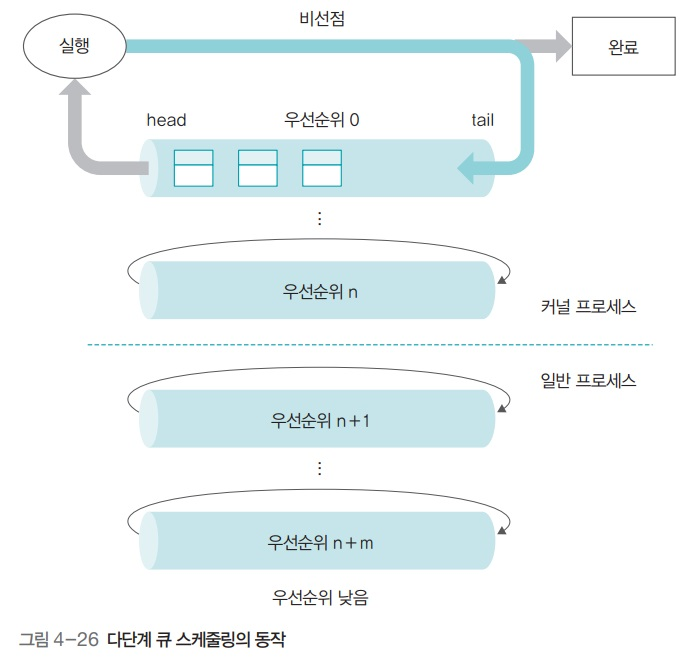 비선점
실행
완료
head 우선순위 0 tail
⋮
우선순위 n
커널 프로세스
일반 프로세스
우선순위 n+1
⋮
우선순위 n+m
우선순위 낮음
그림 4-26 다단계 큐 스케줄링의 동작